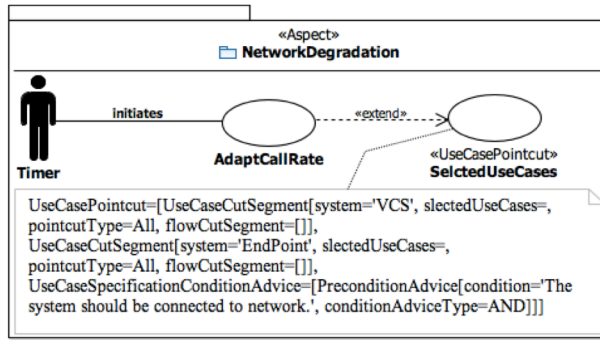 «Aspect»
NetworkDegradation
initiates
«extend»
Timer
AdaptCallRate
«UseCasePointcut»
SelctedUseCases
UseCasePointcut=[UseCaseCutSegment[system='VCS', slectedUseCases=,
pointcutType=All, flowCutSegment=[]],
UseCaseCutSegment[system='EndPoint', slectedUseCases=,
pointcutType=All, flowCutSegment=[]],
UseCaseSpecificationConditionAdvice=[PreconditionAdvice[condition='The
system should be connected to network.', conditionAdviceType=AND]]]